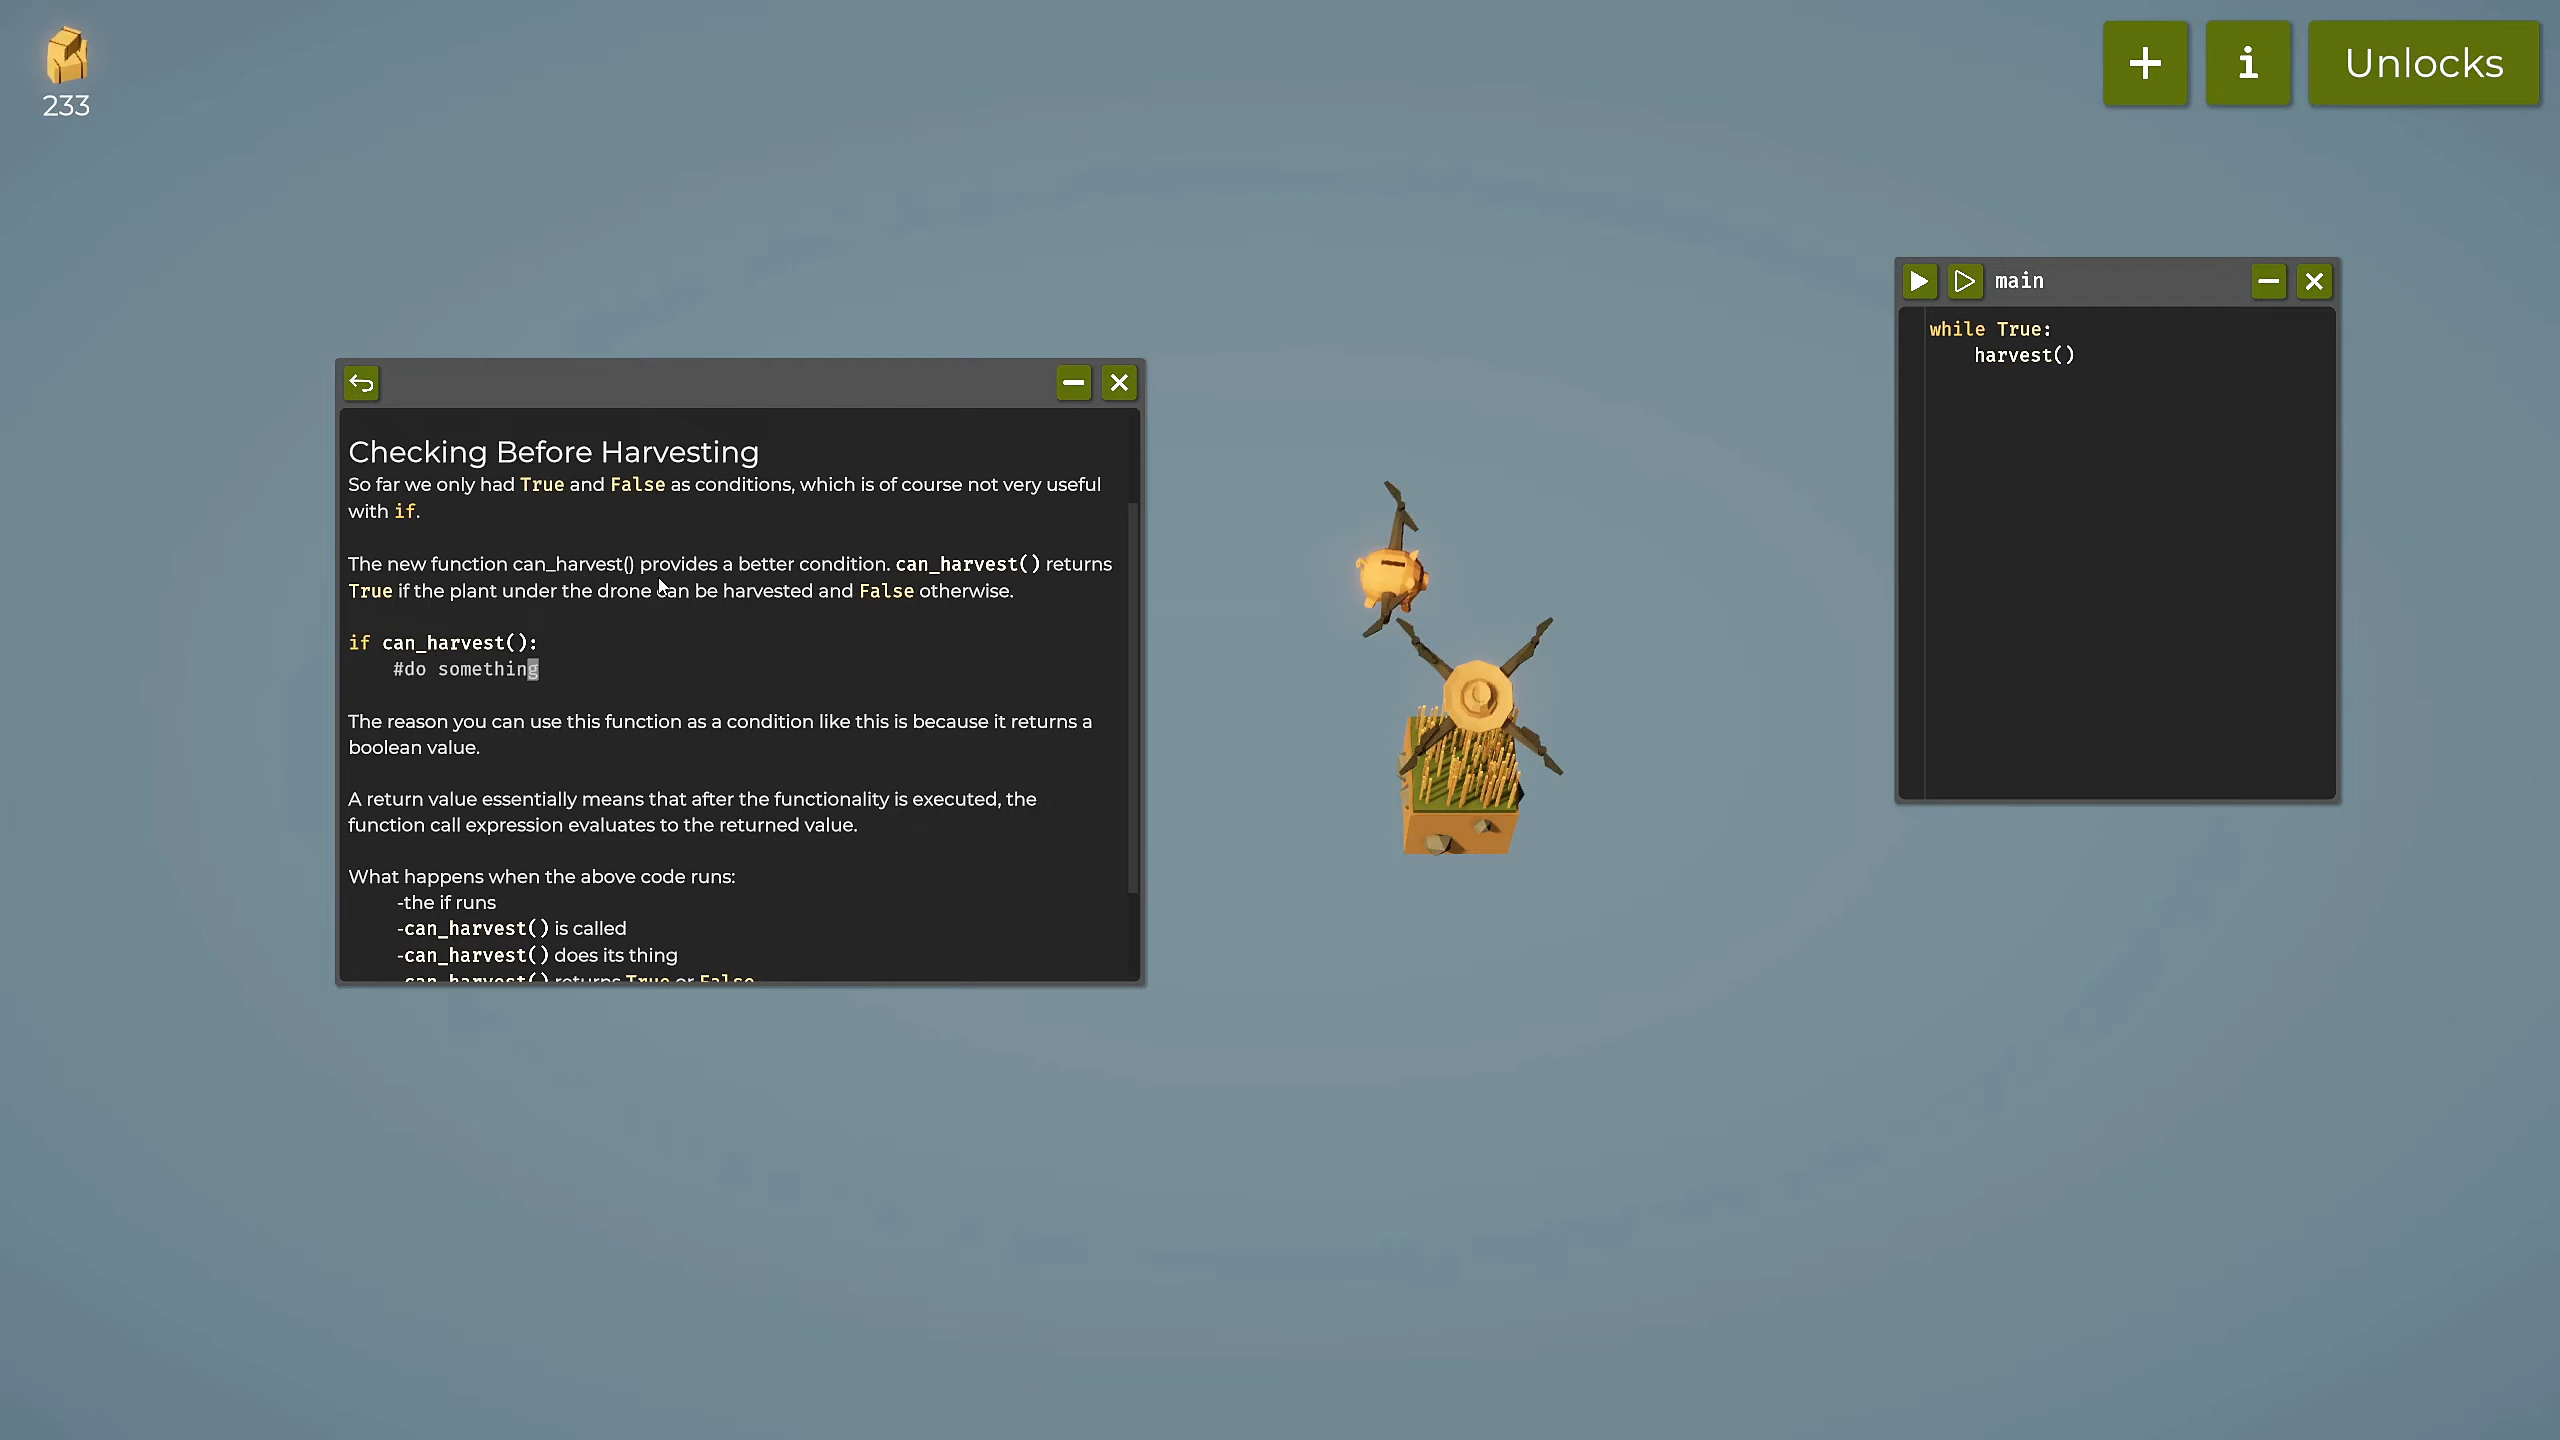 233
+
i
Unlocks
main
while True:
harvest()
Checking Before Harvesting
So far we only had True and False as conditions, which is of course not very useful
with if.
The new function can_harvest() provides a better condition. can_harvest() returns
True if the plant under the drone can be harvested and False otherwise.
if can_harvest():
#do something
The reason you can use this function as a condition like this is because it returns a
boolean value.
A return value essentially means that after the functionality is executed, the
function call expression evaluates to the returned value.
What happens when the above code runs:
-the if runs
-can_harvest() is called
-can_harvest() does its thing
-can_harvest() returns True or False